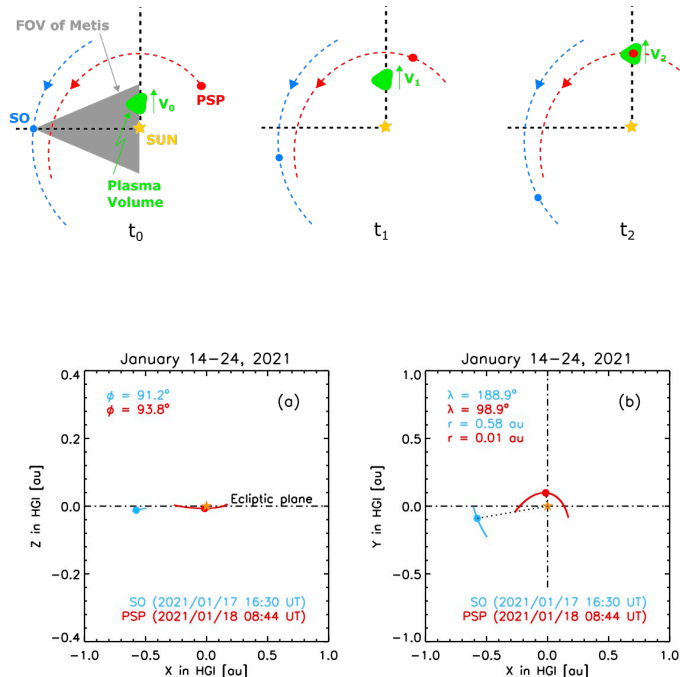 FOV of Metis
SO
V₀
PSP
SUN
Plasma
Volume
t₀
V₁
t₁
V₂
t₂
January 14–24, 2021
0.4
0.2
0.0
−0.2
−0.4
Z in HGI [au]
ϕ = 91.2°
ϕ = 93.8°
(a)
Ecliptic plane
SO (2021/01/17 16:30 UT)
PSP (2021/01/18 08:44 UT)
−1.0 −0.5 0.0 0.5 1.0
X in HGI [au]
January 14–24, 2021
1.0
0.5
0.0
−0.5
−1.0
Y in HGI [au]
λ = 188.9°
λ = 98.9°
r = 0.58 au
r = 0.01 au
(b)
SO (2021/01/17 16:30 UT)
PSP (2021/01/18 08:44 UT)
−1.0 −0.5 0.0 0.5 1.0
X in HGI [au]